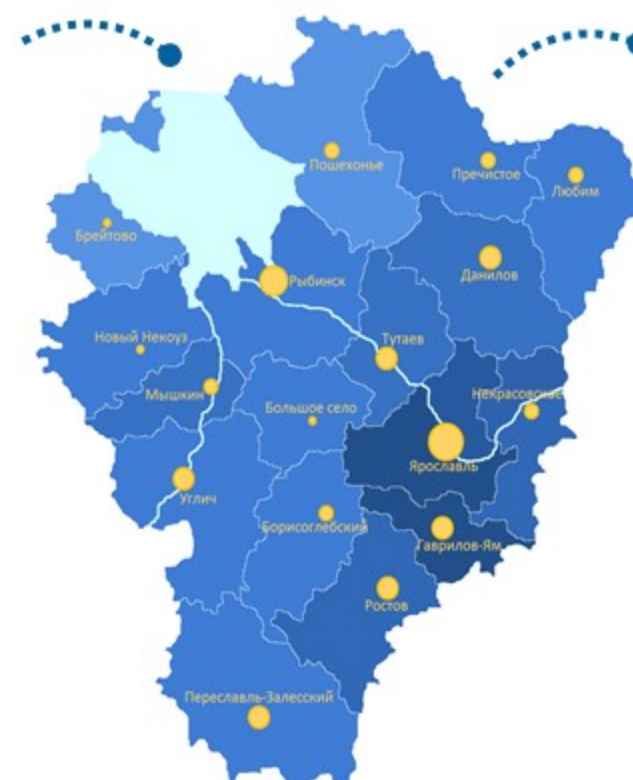 Пошехонье
Пречистое
Любим
Брейтово
Данилов
Рыбинск
Новый Некоуз
Тутаев
Мышкин
Некрасовское
Большое село
Ярославль
Углич
Борисоглебский
Гаврилов-Ям
Ростов
Переславль-Залесский